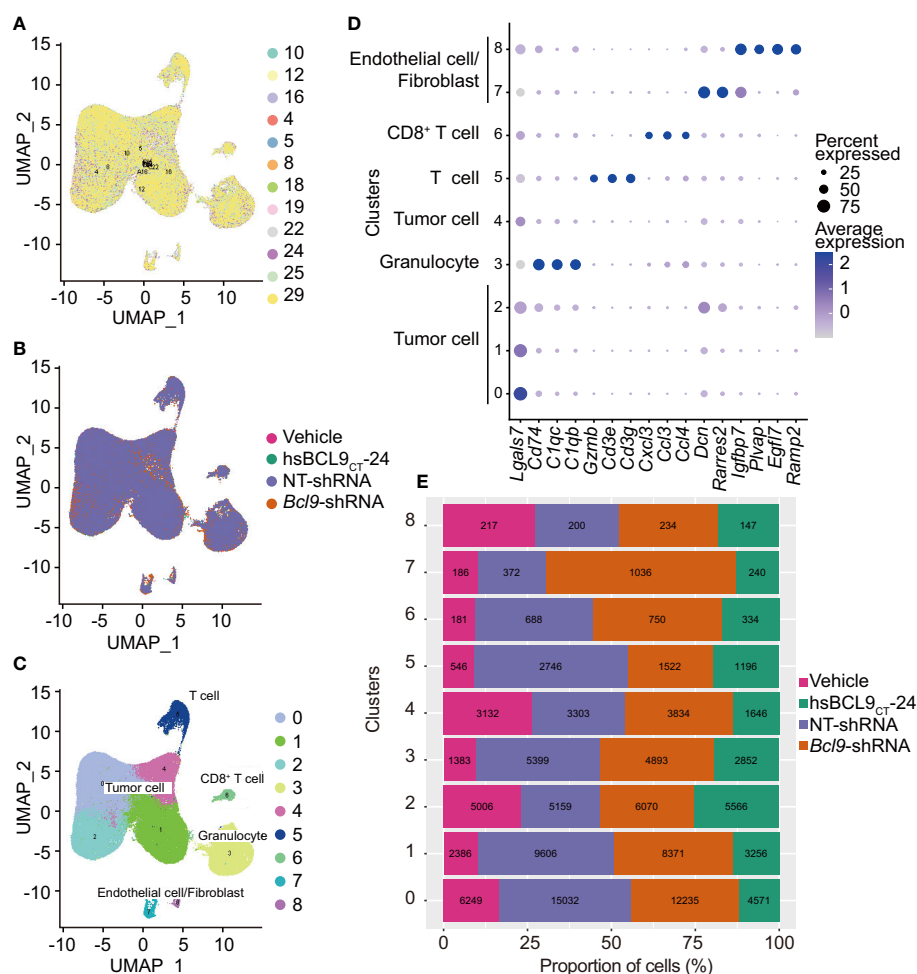 A
15
10
5
0
-5
-10
-10 -5 0 5 10
UMAP_1
UMAP_2
10
12
16
4
5
8
18
19
22
24
25
29
B
15
10
5
0
-5
-10
-10 -5 0 5 10
UMAP_1
UMAP_2
Vehicle
hsBCL9CT-24
NT-shRNA
Bcl9-shRNA
C
15
10
5
0
-5
-10
-10 -5 0 5 10
UMAP_1
UMAP_2
T cell
Tumor cell
CD8+ T cell
Granulocyte
Endothelial cell/Fibroblast
0
1
2
3
4
5
6
7
8
D
Clusters
Endothelial cell/
Fibroblast
8
7
CD8+ T cell 6
T cell 5
Tumor cell 4
Granulocyte 3
Tumor cell
2
1
0
Lgals7
Cd74
C1qc
C1qb
Gzmb
Cd3e
Cd3g
Cxcl3
Ccl3
Ccl4
Dcn
Rarres2
Igfbp7
Plvap
Egfl7
Ramp2
Percent
expressed
25
50
75
Average
expression
2
1
0
E
Clusters
8 217 200 234 147
7 186 372 1036 240
6 181 688 750 334
5 546 2746 1522 1196
4 3132 3303 3834 1646
3 1383 5399 4893 2852
2 5006 5159 6070 5566
1 2386 9606 8371 3256
0 6249 15032 12235 4571
0 25 50 75 100
Proportion of cells (%)
Vehicle
hsBCL9CT-24
NT-shRNA
Bcl9-shRNA